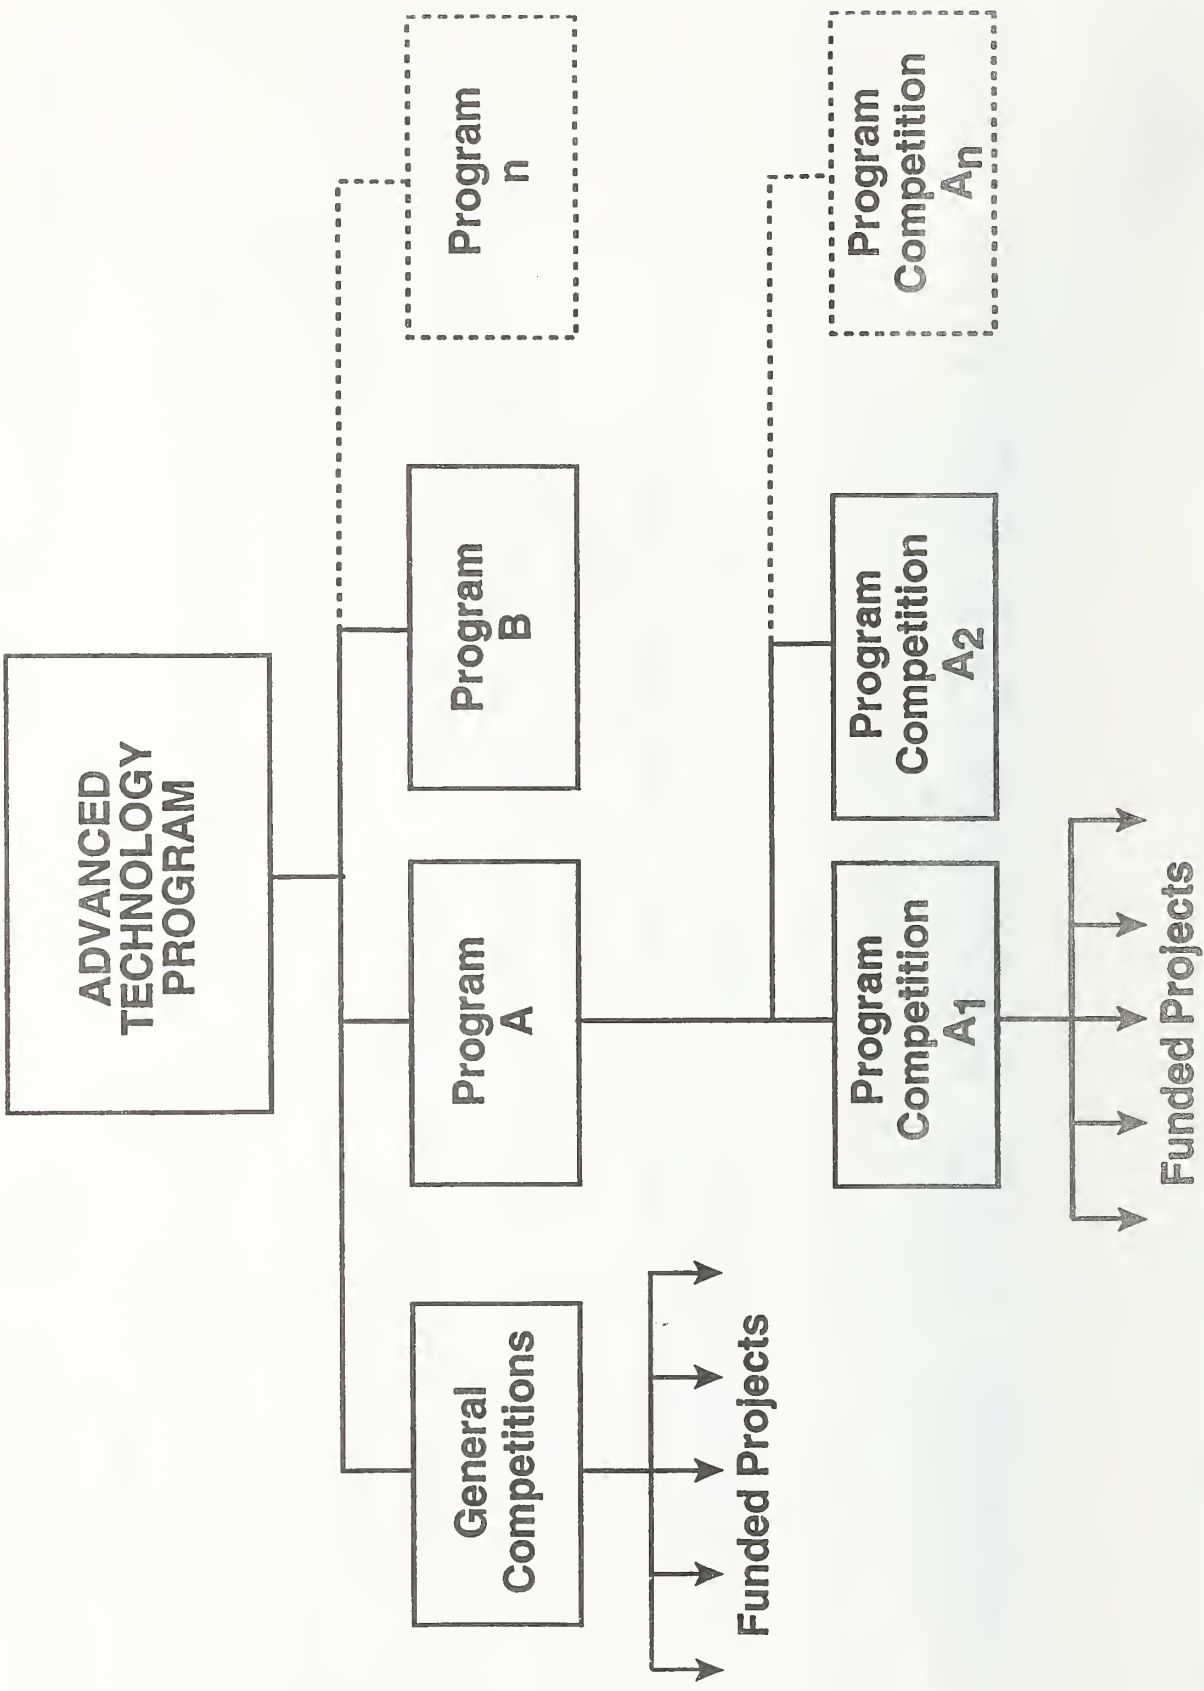 ADVANCED
TECHNOLOGY
PROGRAM
General
Competitions
Program
A
Program
B
Program
n
Funded Projects
Program
Competition
A1
Program
Competition
A2
Program
Competition
An
Funded Projects